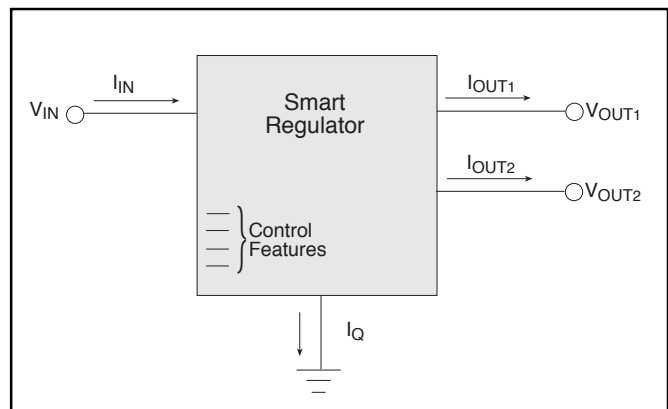 I_IN
V_IN
Smart
Regulator
I_OUT1
V_OUT1
I_OUT2
V_OUT2
Control
Features
I_Q